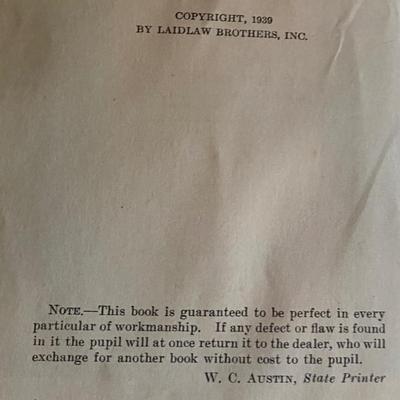 COPYRIGHT, 1939
BY LAIDLAW BROTHERS, INC.
NOTE.—This book is guaranteed to be perfect in every
particular of workmanship. If any defect or flaw is found
in it the pupil will at once return it to the dealer, who will
exchange for another book without cost to the pupil.
W. C. AUSTIN, State Printer